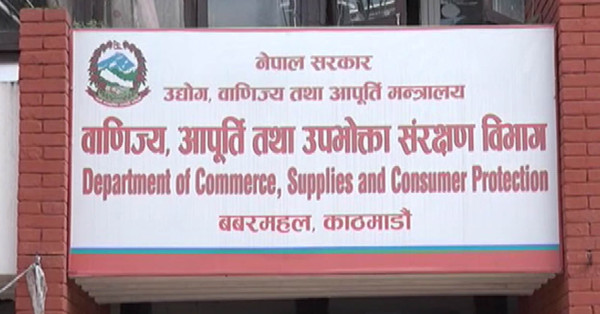 नेपाल सरकार
उद्योग, वाणिज्य तथा आपूर्ति मन्त्रालय
वाणिज्य, आपूर्ति तथा उपभोक्ता संरक्षण विभाग
Department of Commerce, Supplies and Consumer Protection
बबरमहल, काठमाडौं